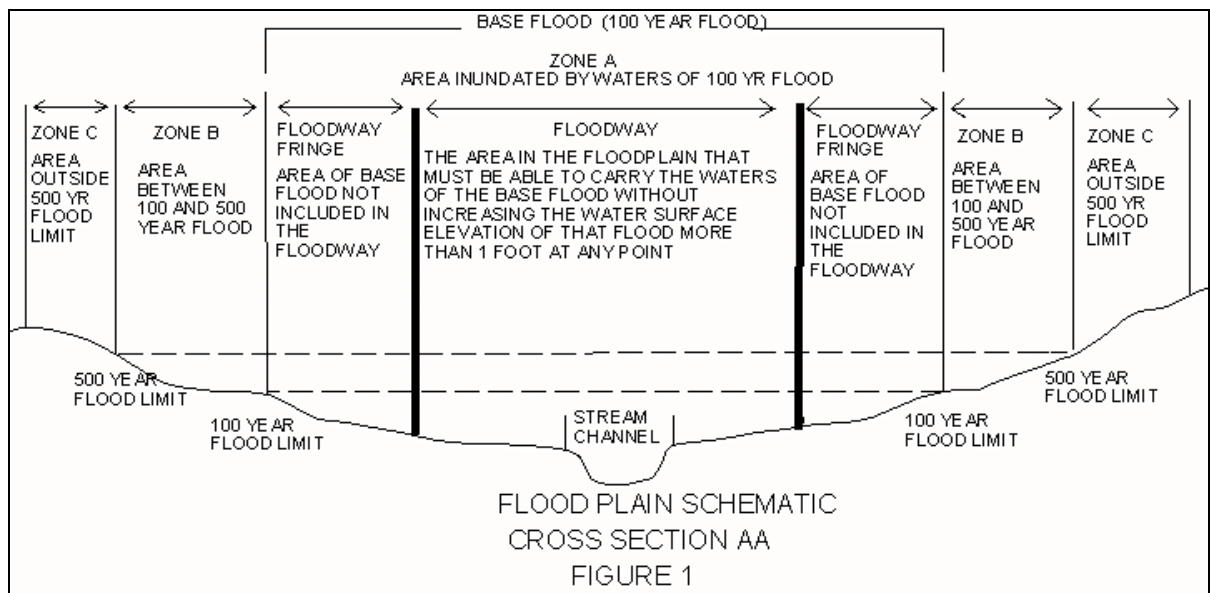 BASE FLOOD (100 YEAR FLOOD)
ZONE A
AREA INUNDATED BY WATERS OF 100 YR FLOOD
ZONE C
AREA
OUTSIDE
500 YR
FLOOD
LIMIT
ZONE B
AREA
BETWEEN
100 AND 500
YEAR FLOOD
FLOODWAY
FRINGE
AREA OF BASE
FLOOD NOT
INCLUDED IN
THE
FLOODWAY
FLOODWAY
THE AREA IN THE FLOODPLAIN THAT
MUST BE ABLE TO CARRY THE WATERS
OF THE BASE FLOOD WITHOUT
INCREASING THE WATER SURFACE
ELEVATION OF THAT FLOOD MORE
THAN 1 FOOT AT ANY POINT
FLOODWAY
FRINGE
AREA OF
BASE FLOOD
NOT
INCLUDED IN
THE
FLOODWAY
ZONE B
AREA
BETWEEN
100 AND
500 YEAR
FLOOD
ZONE C
AREA
OUTSIDE
500 YR
FLOOD
LIMIT
500 YEAR
FLOOD LIMIT
100 YEAR
FLOOD LIMIT
STREAM
CHANNEL
100 YEAR
FLOOD LIMIT
500 YEAR
FLOOD LIMIT
FLOOD PLAIN SCHEMATIC
CROSS SECTION AA
FIGURE 1